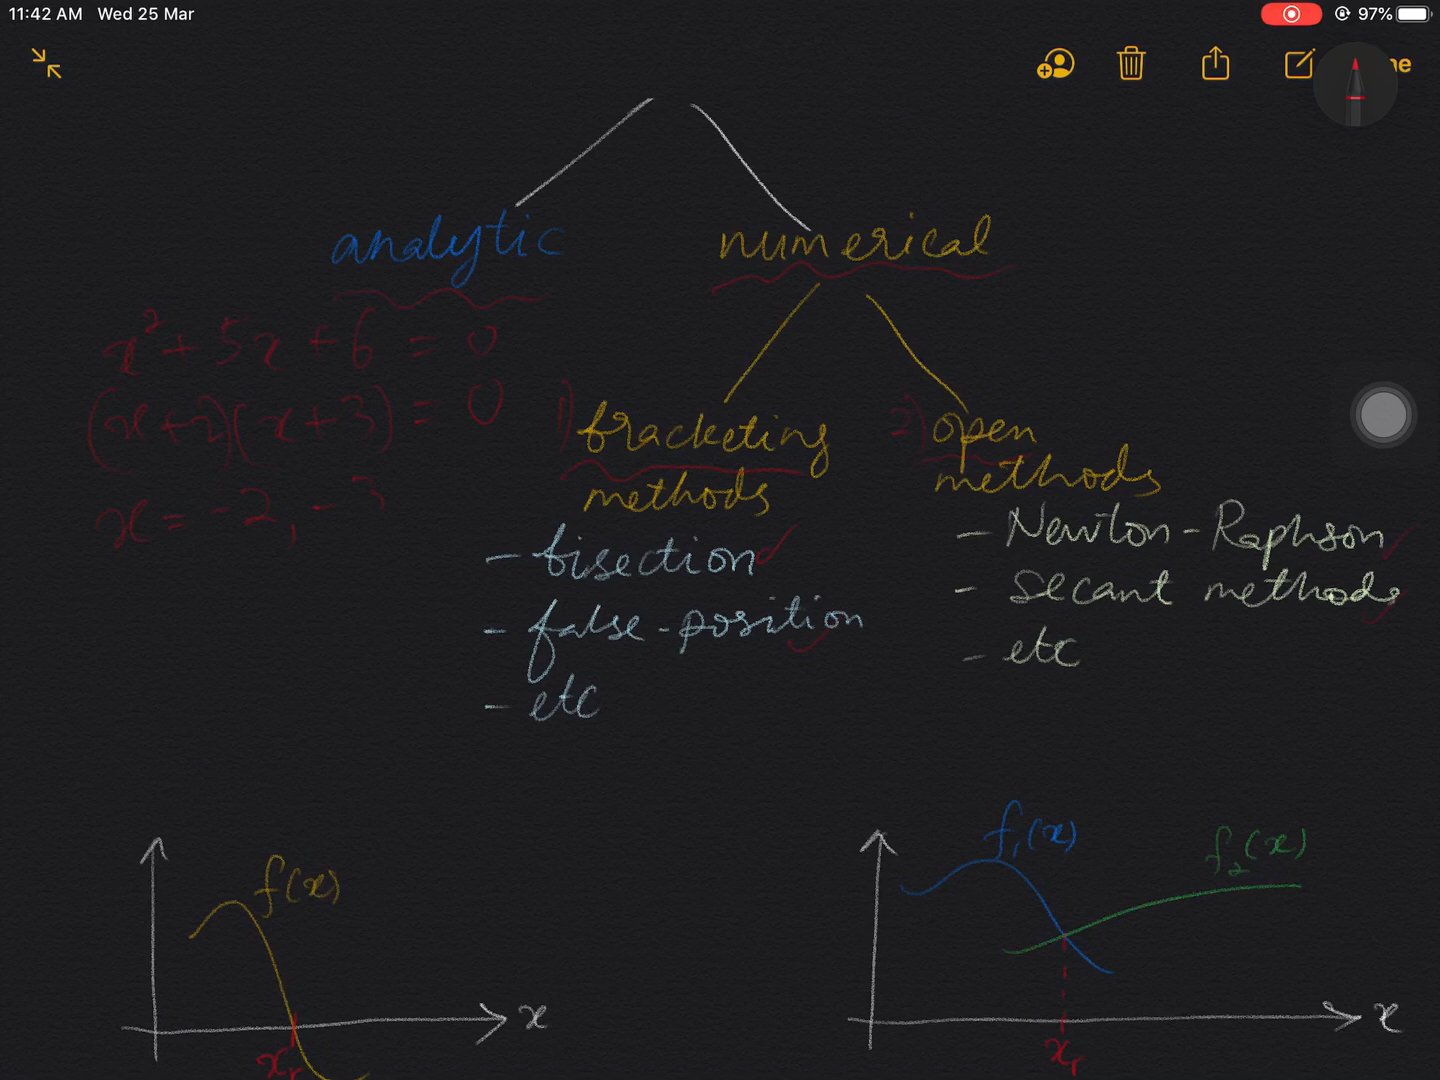 11:42 AM Wed 25 Mar
97%
analytic
numerical
x² + 5x + 6 = 0
(x+2)(x+3) = 0
x = -2, -3
1) bracketing
methods
- bisection
- false-position
- etc
2) open
methods
- Newton-Raphson
- secant methods
- etc
f(x)
x
xᵣ
f₁(x)
f₂(x)
x
xᵣ